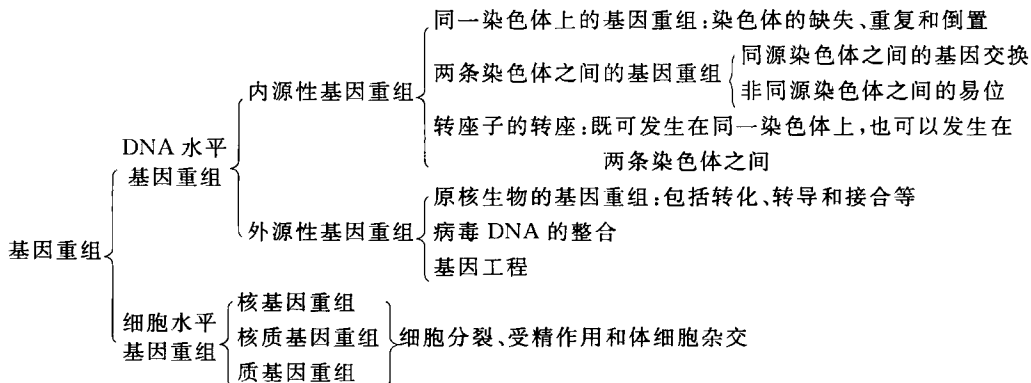 同一染色体上的基因重组:染色体的缺失、重复和倒置
两条染色体之间的基因重组
同源染色体之间的基因交换
非同源染色体之间的易位
内源性基因重组
转座子的转座:既可发生在同一染色体上,也可以发生在
两条染色体之间
DNA 水平
基因重组
原核生物的基因重组:包括转化、转导和接合等
外源性基因重组
病毒 DNA 的整合
基因工程
基因重组
细胞水平
基因重组
核基因重组
核质基因重组
质基因重组
细胞分裂、受精作用和体细胞杂交